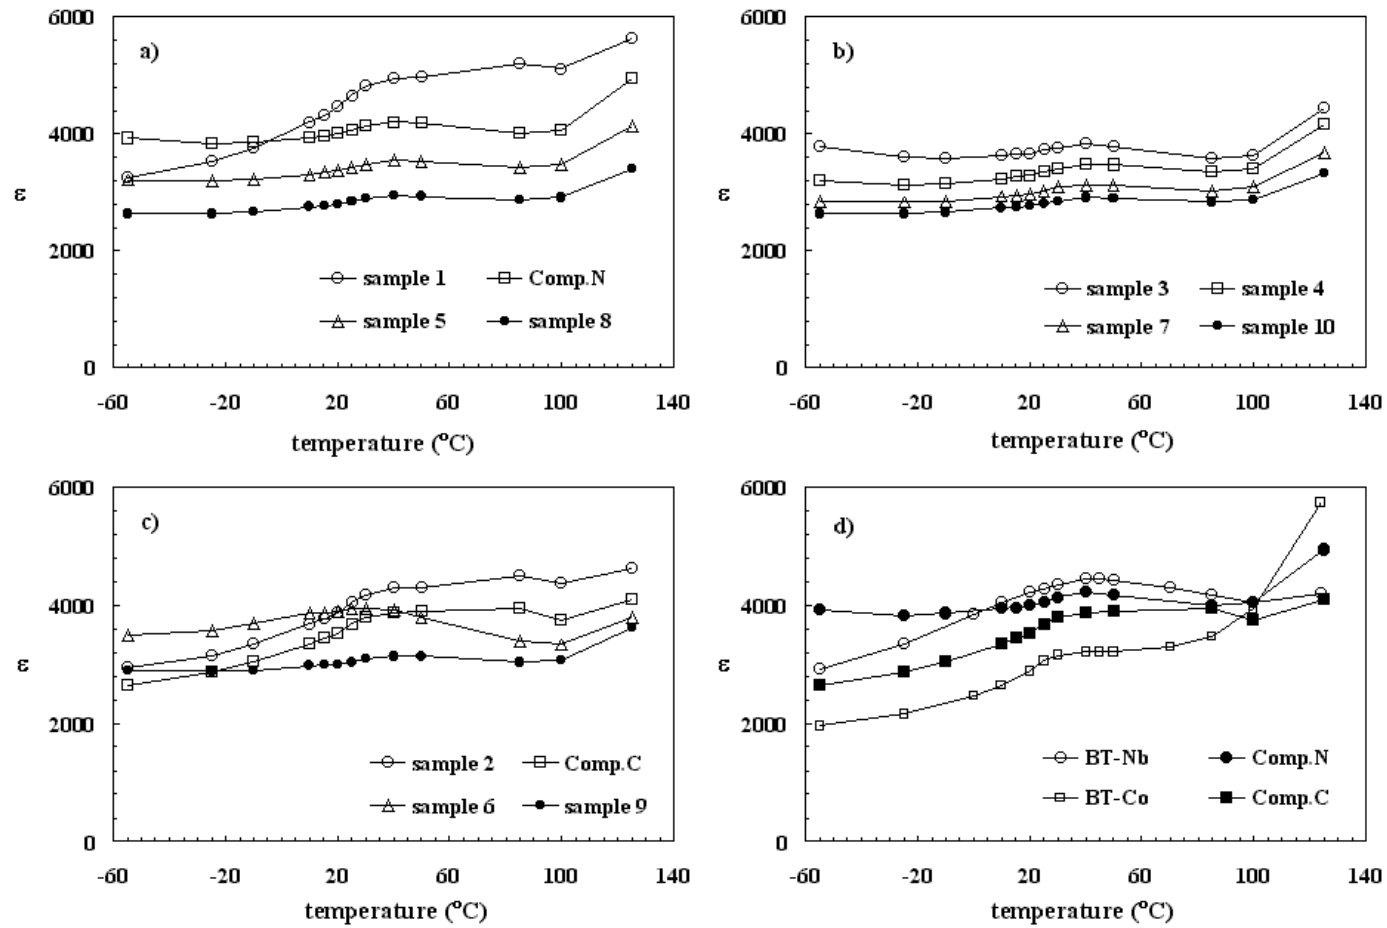 6000
a)
4000
ε
2000
sample 1 Comp.N
sample 5 sample 8
0
-60 -20 20 60 100 140
temperature (°C)
6000
b)
4000
ε
2000
sample 3 sample 4
sample 7 sample 10
0
-60 -20 20 60 100 140
temperature (°C)
6000
c)
4000
ε
2000
sample 2 Comp.C
sample 6 sample 9
0
-60 -20 20 60 100 140
temperature (°C)
6000
d)
4000
ε
2000
BT-Nb Comp.N
BT-Co Comp.C
0
-60 -20 20 60 100 140
temperature (°C)